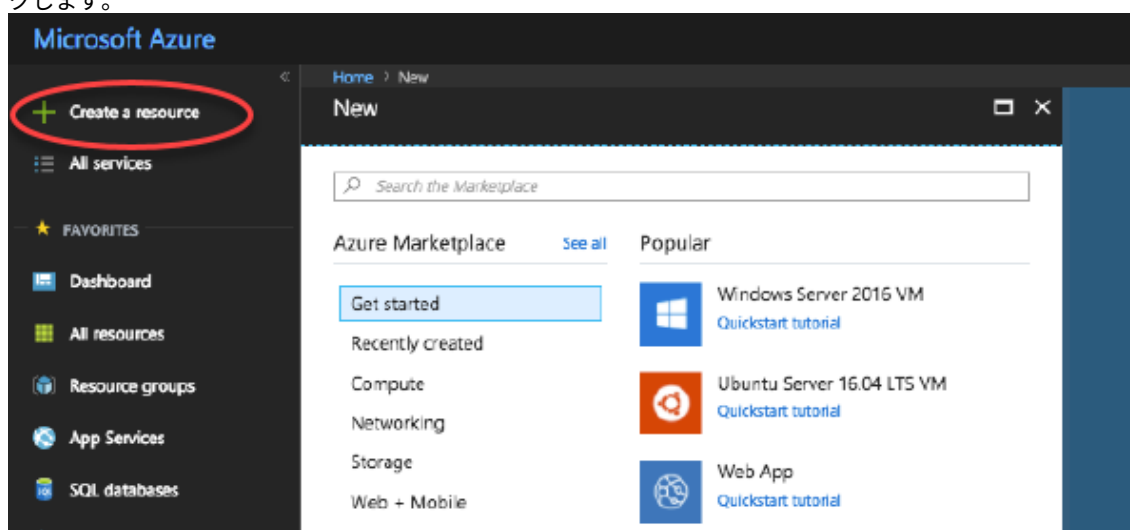 クします。
Microsoft Azure
«
Home > New
Create a resource
New
All services
Search the Marketplace
FAVORITES
Azure Marketplace See all Popular
Dashboard
Get started
Windows Server 2016 VM
Quickstart tutorial
All resources
Recently created
Resource groups
Compute
Ubuntu Server 16.04 LTS VM
Quickstart tutorial
Networking
App Services
Storage
Web App
SQL databases
Web + Mobile
Quickstart tutorial